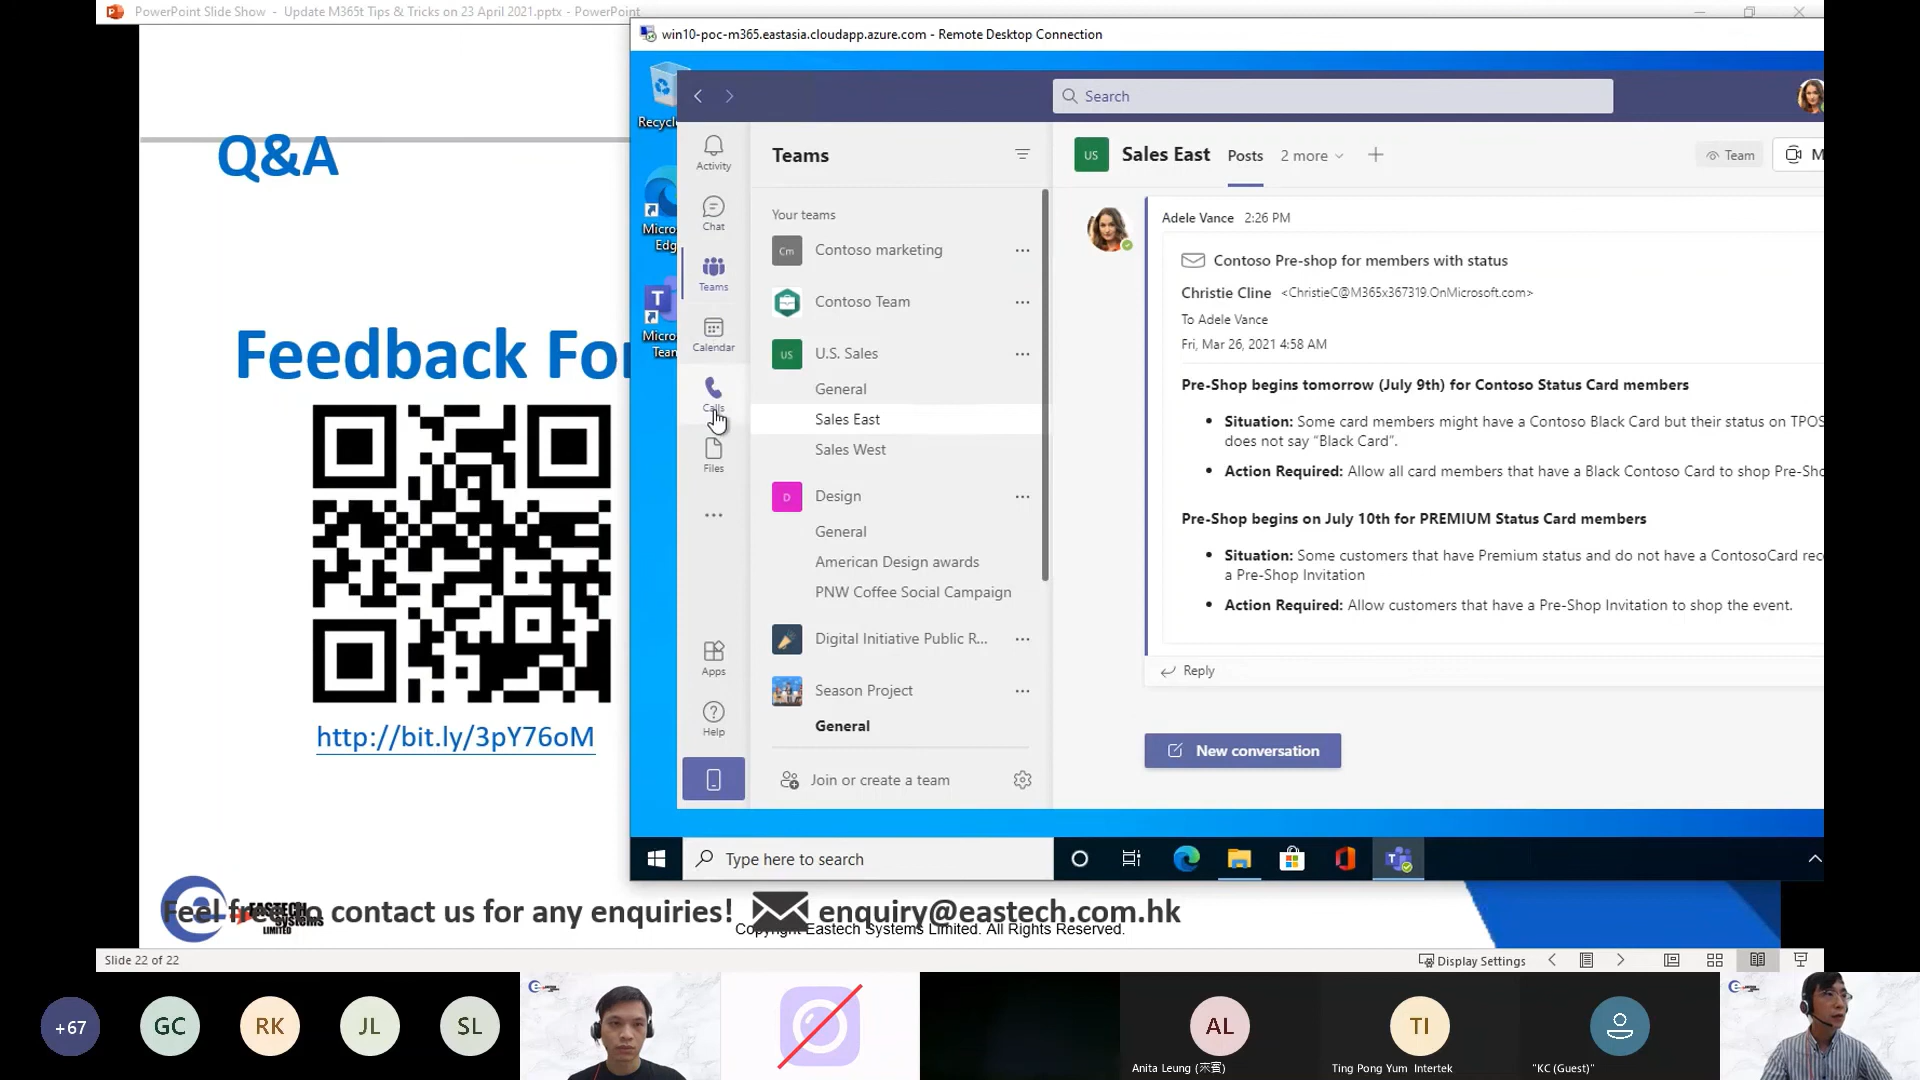 PowerPoint Slide Show - Update M365t Tips & Tricks on 23 April 2021.pptx - PowerPoint
win10-poc-m365.eastasia.cloudapp.azure.com - Remote Desktop Connection
Q&A
Feedback
http://bit.ly/3pY76oM
Search
Activity
Chat
Teams
Calendar
Calls
Files
Apps
Help
Teams
Your teams
Cm Contoso marketing
Contoso Team
US U.S. Sales
General
Sales East
Sales West
D Design
General
American Design awards
PNW Coffee Social Campaign
Digital Initiative Public R...
Season Project
General
Join or create a team
US Sales East Posts 2 more
Team
Adele Vance 2:26 PM
Contoso Pre-shop for members with status
Christie Cline <ChristieC@M365x367319.OnMicrosoft.com>
To Adele Vance
Fri, Mar 26, 2021 4:58 AM
Pre-Shop begins tomorrow (July 9th) for Contoso Status Card members
• Situation: Some card members might have a Contoso Black Card but their status on TPOS
does not say “Black Card”.
• Action Required: Allow all card members that have a Black Contoso Card to shop Pre-Sho
Pre-Shop begins on July 10th for PREMIUM Status Card members
• Situation: Some customers that have Premium status and do not have a ContosoCard rec
a Pre-Shop Invitation
• Action Required: Allow customers that have a Pre-Shop Invitation to shop the event.
Reply
New conversation
Type here to search
EASTECH
LIMITED
Feel free to contact us for any enquiries! enquiry@eastech.com.hk
Copyright Eastech Systems Limited. All Rights Reserved.
Slide 22 of 22
Display Settings
+67
GC
RK
JL
SL
AL
TI
Ting Pong Yum Intertek
"KC (Guest)"
Anita Leung